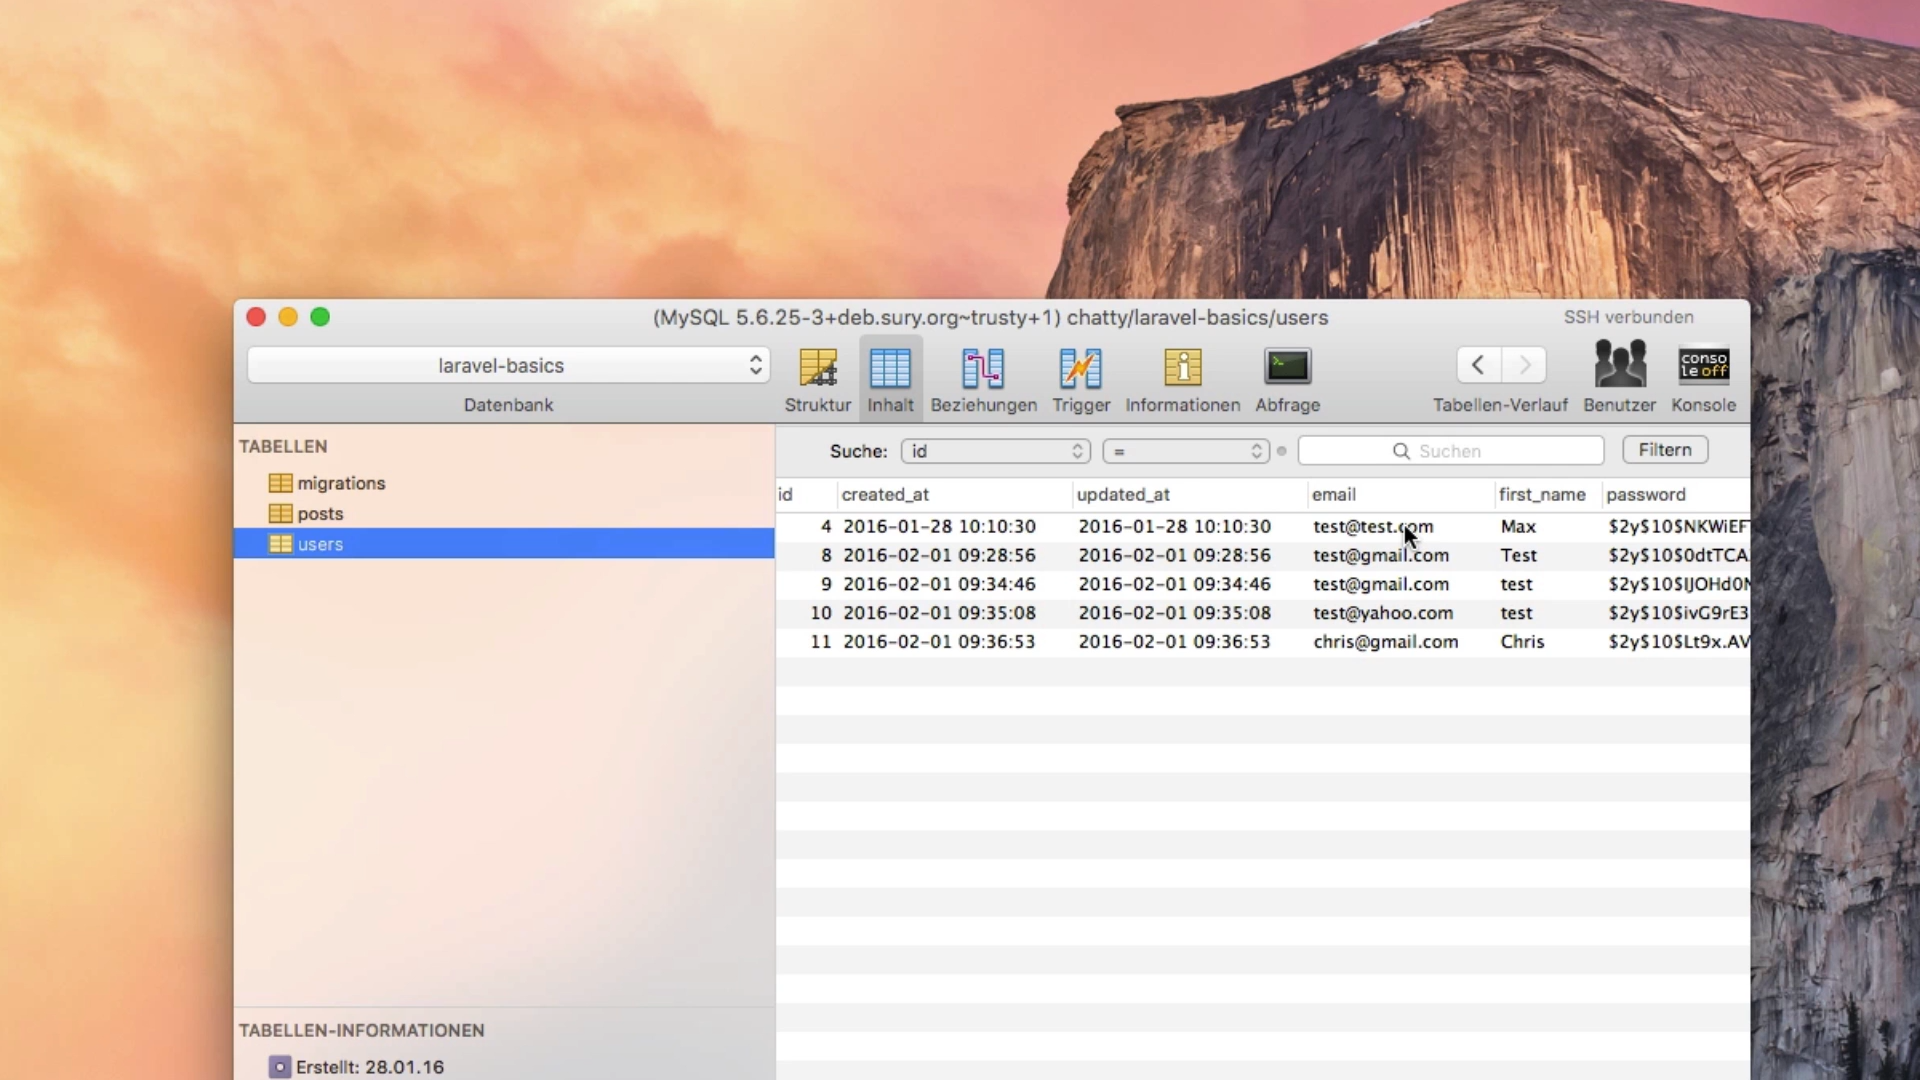 (MySQL 5.6.25-3+deb.sury.org~trusty+1) chatty/laravel-basics/users
SSH verbunden
laravel-basics
Datenbank
Struktur Inhalt Beziehungen Trigger Informationen Abfrage
Tabellen-Verlauf Benutzer Konsole
conso
le off
TABELLEN
migrations
posts
users
Suche: id = Suchen Filtern
id created_at updated_at email first_name password
4 2016-01-28 10:10:30 2016-01-28 10:10:30 test@test.com Max $2y$10$NKWiEF
8 2016-02-01 09:28:56 2016-02-01 09:28:56 test@gmail.com Test $2y$10$0dtTCA
9 2016-02-01 09:34:46 2016-02-01 09:34:46 test@gmail.com test
10 2016-02-01 09:35:08 2016-02-01 09:35:08 test@yahoo.com test $2y$10$ivG9rE3
11 2016-02-01 09:36:53 2016-02-01 09:36:53 chris@gmail.com Chris $2y$10$Lt9x.AV
TABELLEN-INFORMATIONEN
Erstellt: 28.01.16